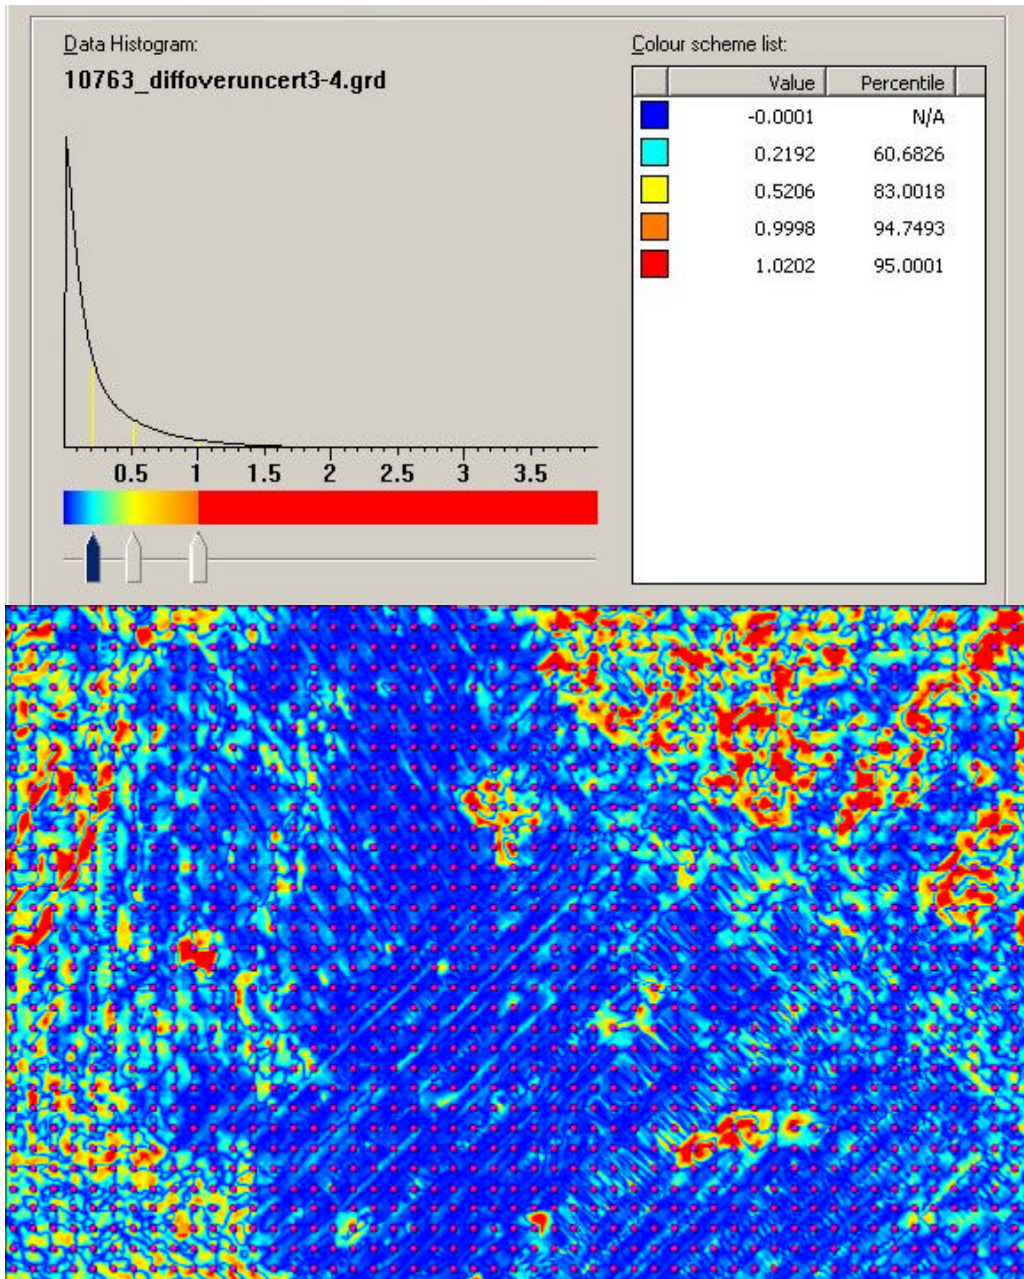 Data Histogram:
10763_diffoveruncert3-4.grd
0.5 1 1.5 2 2.5 3 3.5
Colour scheme list:
Value Percentile
-0.0001 N/A
0.2192 60.6826
0.5206 83.0018
0.9998 94.7493
1.0202 95.0001